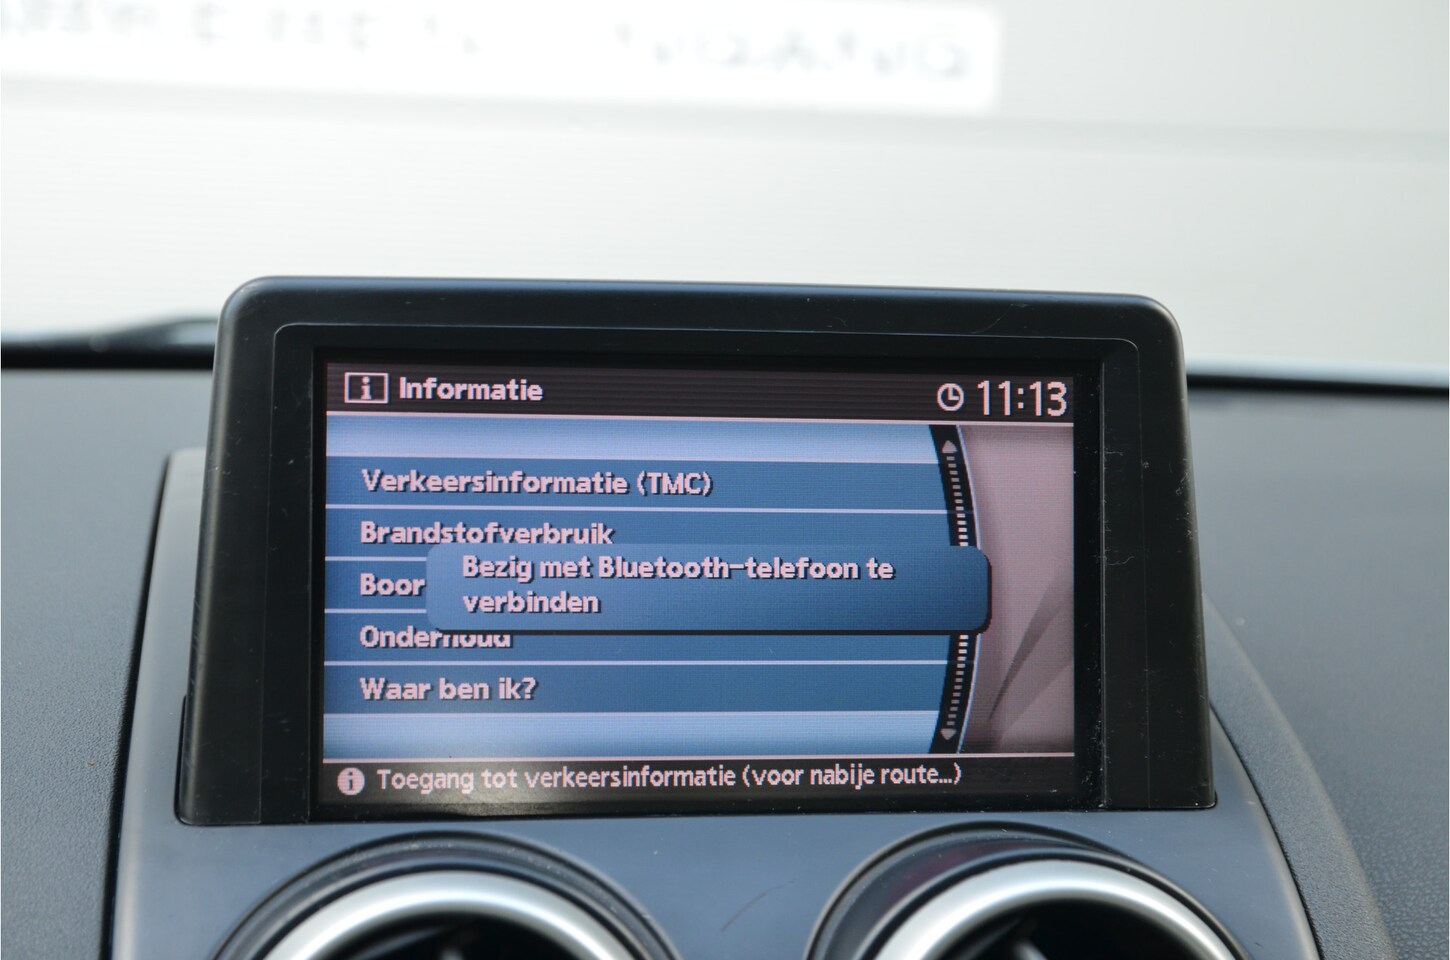 Informatie
11:13
Verkeersinformatie (TMC)
Brandstofverbruik
Bezig met Bluetooth-telefoon te
verbinden
Onderhoud
Waar ben ik?
Toegang tot verkeersinformatie (voor nabije route...)